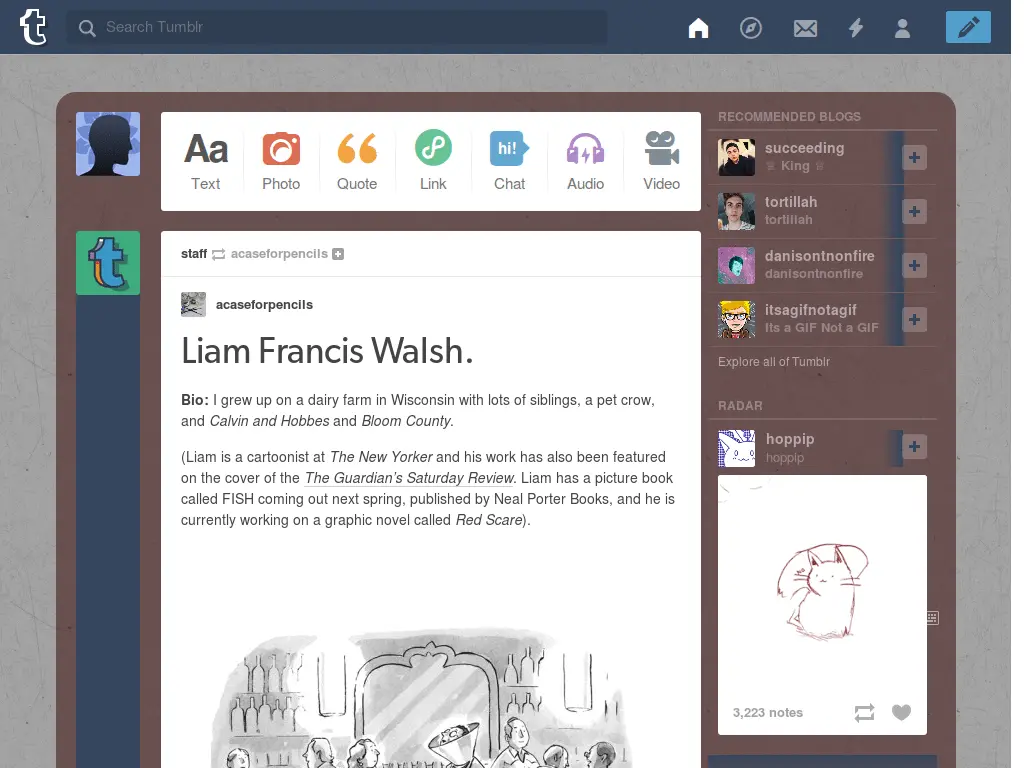 Search Tumblr
Aa
hi!
Text
Photo
Quote
Link
Chat
Audio
Video
staff acaseforpencils
acaseforpencils
Liam Francis Walsh.
Bio: I grew up on a dairy farm in Wisconsin with lots of siblings, a pet crow,
and Calvin and Hobbes and Bloom County.
(Liam is a cartoonist at The New Yorker and his work has also been featured
on the cover of the The Guardian’s Saturday Review. Liam has a picture book
called FISH coming out next spring, published by Neal Porter Books, and he is
currently working on a graphic novel called Red Scare).
RECOMMENDED BLOGS
succeeding
♕ King ♕
tortillah
tortillah
danisontnonfire
danisontnonfire
itsagifnotagif
Its a GIF Not a GIF
Explore all of Tumblr
RADAR
hoppip
hoppip
3,223 notes